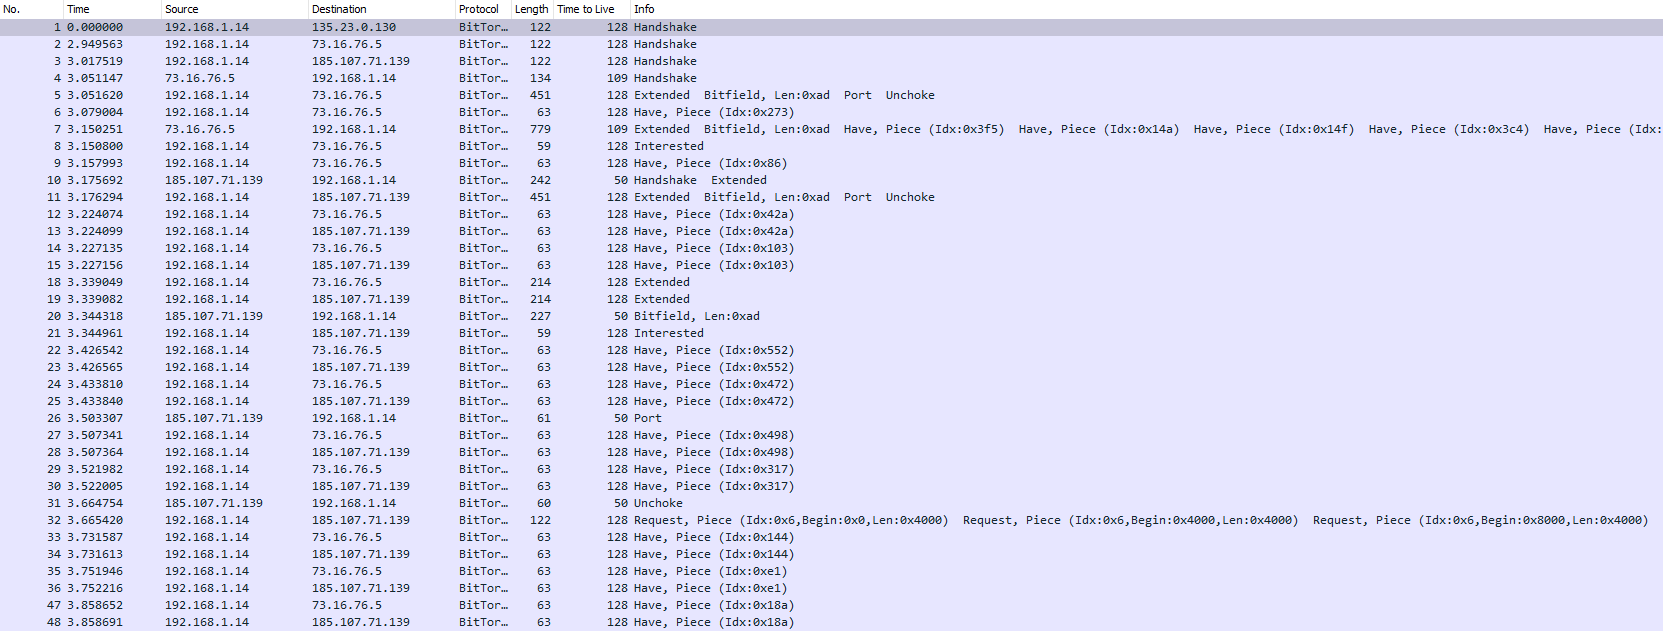 No. Time Source Destination Protocol Length Time to Live Info
1 0.000000 192.168.1.14 135.23.0.130 BitTor… 122 128 Handshake
2 2.949563 192.168.1.14 73.16.76.5 BitTor… 122 128 Handshake
3 3.017519 192.168.1.14 185.107.71.139 BitTor… 122 128 Handshake
4 3.051147 73.16.76.5 192.168.1.14 BitTor… 134 109 Handshake
5 3.051620 192.168.1.14 73.16.76.5 BitTor… 451 128 Extended Bitfield, Len:0xad Port Unchoke
6 3.079004 192.168.1.14 73.16.76.5 BitTor… 63 128 Have, Piece (Idx:0x273)
7 3.150251 73.16.76.5 192.168.1.14 BitTor… 779 109 Extended Bitfield, Len:0xad Have, Piece (Idx:0x3f5) Have, Piece (Idx:0x14a) Have, Piece (Idx:0x14f) Have, Piece (Idx:0x3c4) Have, Piece (Idx:
8 3.150800 192.168.1.14 73.16.76.5 BitTor… 59 128 Interested
9 3.157993 192.168.1.14 73.16.76.5 BitTor… 63 128 Have, Piece (Idx:0x86)
10 3.175692 185.107.71.139 192.168.1.14 BitTor… 242 50 Handshake Extended
11 3.176294 192.168.1.14 185.107.71.139 BitTor… 451 128 Extended Bitfield, Len:0xad Port Unchoke
12 3.224074 192.168.1.14 73.16.76.5 BitTor… 63 128 Have, Piece (Idx:0x42a)
13 3.224099 192.168.1.14 185.107.71.139 BitTor… 63 128 Have, Piece (Idx:0x42a)
14 3.227135 192.168.1.14 73.16.76.5 BitTor… 63 128 Have, Piece (Idx:0x103)
15 3.227156 192.168.1.14 185.107.71.139 BitTor… 63 128 Have, Piece (Idx:0x103)
18 3.339049 192.168.1.14 73.16.76.5 BitTor… 214 128 Extended
19 3.339082 192.168.1.14 185.107.71.139 BitTor… 214 128 Extended
20 3.344318 185.107.71.139 192.168.1.14 BitTor… 227 50 Bitfield, Len:0xad
21 3.344961 192.168.1.14 185.107.71.139 BitTor… 59 128 Interested
22 3.426542 192.168.1.14 73.16.76.5 BitTor… 63 128 Have, Piece (Idx:0x552)
23 3.426565 192.168.1.14 185.107.71.139 BitTor… 63 128 Have, Piece (Idx:0x552)
24 3.433810 192.168.1.14 73.16.76.5 BitTor… 63 128 Have, Piece (Idx:0x472)
25 3.433840 192.168.1.14 185.107.71.139 BitTor… 63 128 Have, Piece (Idx:0x472)
26 3.503307 185.107.71.139 192.168.1.14 BitTor… 61 50 Port
27 3.507341 192.168.1.14 73.16.76.5 BitTor… 63 128 Have, Piece (Idx:0x498)
28 3.507364 192.168.1.14 185.107.71.139 BitTor… 63 128 Have, Piece (Idx:0x498)
29 3.521982 192.168.1.14 73.16.76.5 BitTor… 63 128 Have, Piece (Idx:0x317)
30 3.522005 192.168.1.14 185.107.71.139 BitTor… 63 128 Have, Piece (Idx:0x317)
31 3.664754 185.107.71.139 192.168.1.14 BitTor… 60 50 Unchoke
32 3.665420 192.168.1.14 185.107.71.139 BitTor… 122 128 Request, Piece (Idx:0x6,Begin:0x0,Len:0x4000) Request, Piece (Idx:0x6,Begin:0x4000,Len:0x4000) Request, Piece (Idx:0x6,Begin:0x8000,Len:0x4000)
33 3.731587 192.168.1.14 73.16.76.5 BitTor… 63 128 Have, Piece (Idx:0x144)
34 3.731613 192.168.1.14 185.107.71.139 BitTor… 63 128 Have, Piece (Idx:0x144)
35 3.751946 192.168.1.14 73.16.76.5 BitTor… 63 128 Have, Piece (Idx:0xe1)
36 3.752216 192.168.1.14 185.107.71.139 BitTor… 63 128 Have, Piece (Idx:0xe1)
47 3.858652 192.168.1.14 73.16.76.5 BitTor… 63 128 Have, Piece (Idx:0x18a)
48 3.858691 192.168.1.14 185.107.71.139 BitTor… 63 128 Have, Piece (Idx:0x18a)